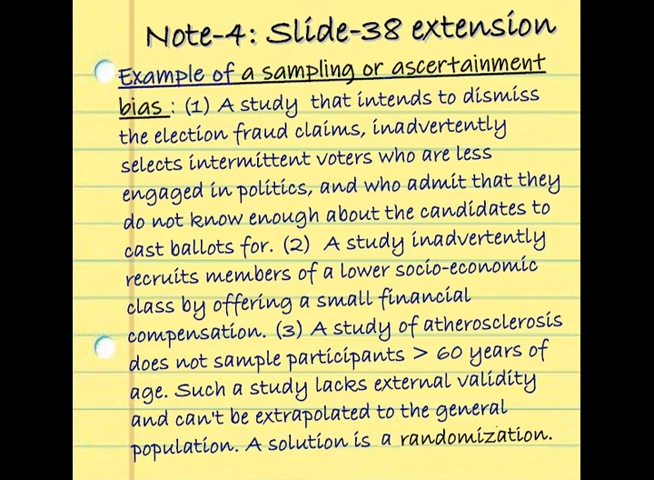 Note-4: Slide-38 extension
Example of a sampling or ascertainment
bias : (1) A study that intends to dismiss
the election fraud claims, inadvertently
selects intermittent voters who are less
engaged in politics, and who admit that they
do not know enough about the candidates to
cast ballots for. (2) A study inadvertently
recruits members of a lower socio-economic
class by offering a small financial
compensation. (3) A study of atherosclerosis
does not sample participants > 60 years of
age. Such a study lacks external validity
and can't be extrapolated to the general
population. A solution is a randomization.